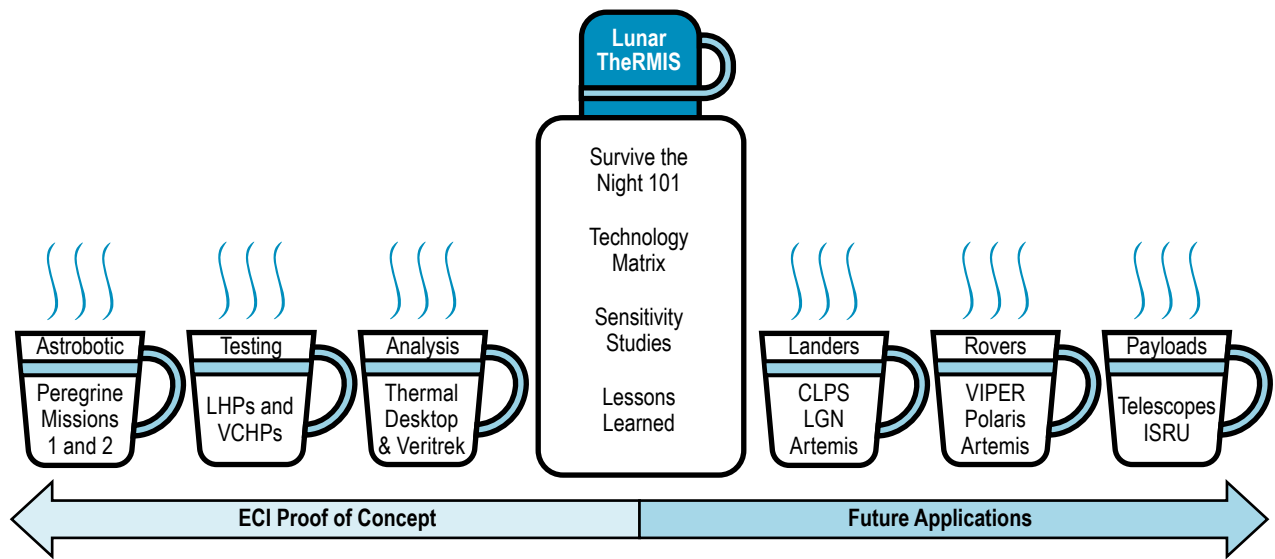 Lunar
TheRMIS
Survive the
Night 101
Technology
Matrix
Sensitivity
Studies
Lessons
Learned
Astrobotic
Peregrine
Missions
1 and 2
Testing
LHPs and
VCHPs
Analysis
Thermal
Desktop
& Veritrek
Landers
CLPS
LGN
Artemis
Rovers
VIPER
Polaris
Artemis
Payloads
Telescopes
ISRU
ECI Proof of Concept
Future Applications